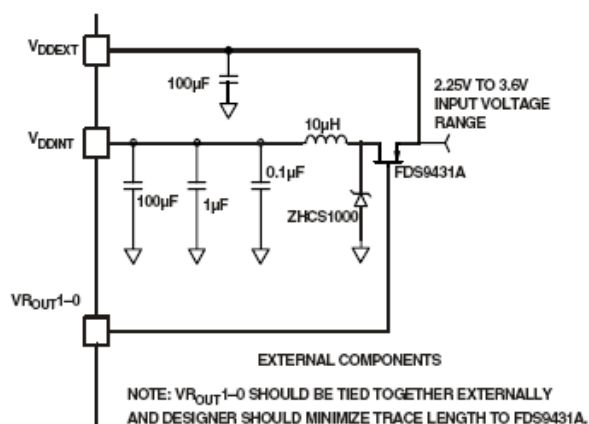 VDDEXT
100µF
2.25V TO 3.6V
INPUT VOLTAGE
RANGE
10µH
VDDINT
FDS9431A
0.1µF
100µF
1µF
ZHCS1000
VROUT1–0
EXTERNAL COMPONENTS
NOTE: VROUT1–0 SHOULD BE TIED TOGETHER EXTERNALLY
AND DESIGNER SHOULD MINIMIZE TRACE LENGTH TO FDS9431A.